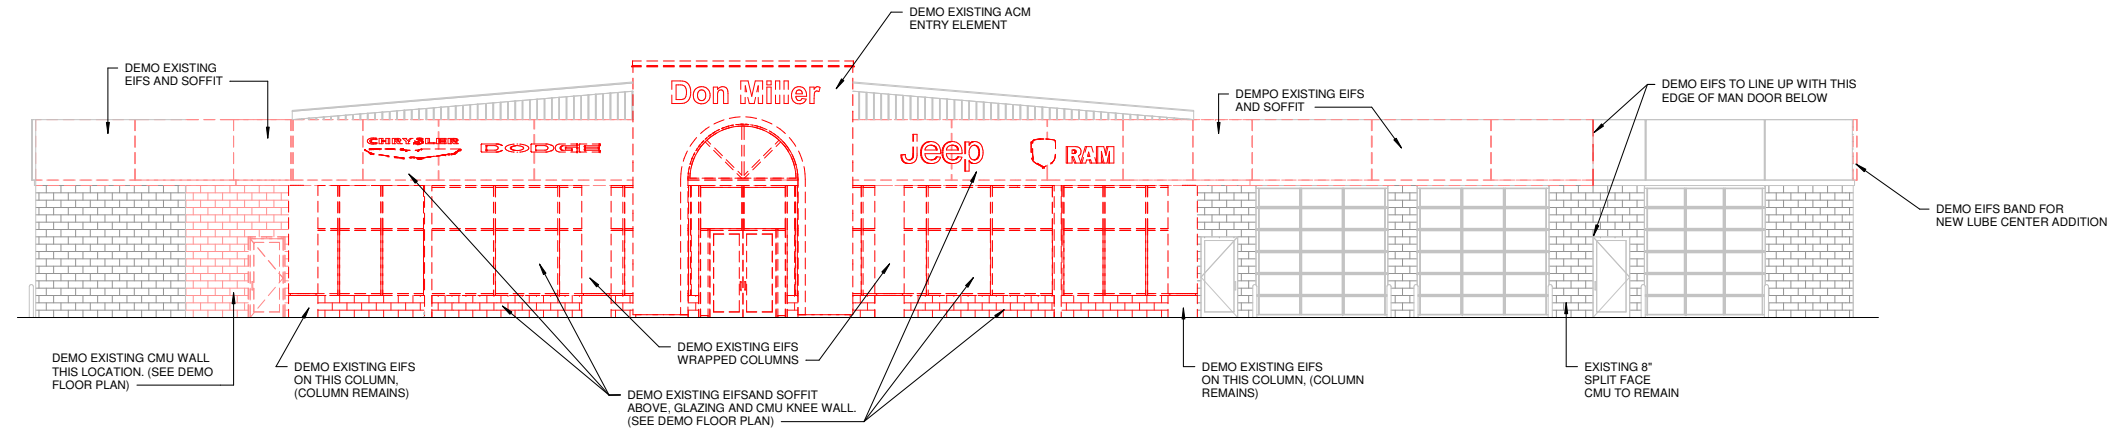 DEMO EXISTING ACM
ENTRY ELEMENT
DEMO EXISTING
EIFS AND SOFFIT
DEMPO EXISTING EIFS
AND SOFFIT
DEMO EIFS TO LINE UP WITH THIS
EDGE OF MAN DOOR BELOW
Don Miller
CHRYSLER
DODGE
Jeep
RAM
DEMO EIFS BAND FOR
NEW LUBE CENTER ADDITION
DEMO EXISTING CMU WALL
THIS LOCATION. (SEE DEMO
FLOOR PLAN)
DEMO EXISTING EIFS
ON THIS COLUMN,
(COLUMN REMAINS)
DEMO EXISTING EIFS
WRAPPED COLUMNS
DEMO EXISTING EIFSAND SOFFIT
ABOVE, GLAZING AND CMU KNEE WALL.
(SEE DEMO FLOOR PLAN)
DEMO EXISTING EIFS
ON THIS COLUMN, (COLUMN
REMAINS)
EXISTING 8"
SPLIT FACE
CMU TO REMAIN